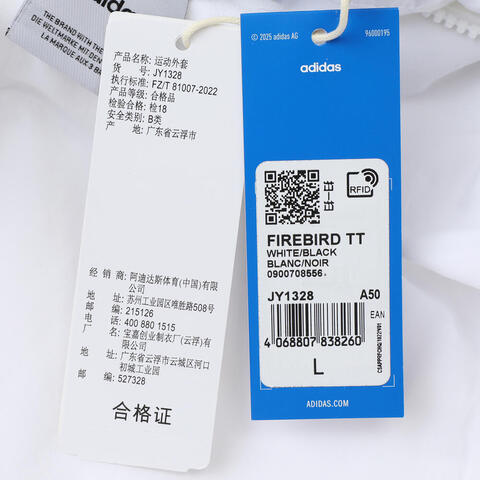 THE BRAND WITH THE
DIE WELTMARKE MIT DEN
LA MARQUE AUX 3 BA
产品名称: 运动外套
货 号: JY1328
执行标准: FZ/T 81007-2022
产品等级: 合格品
检验合格: 检18
安全类别: B类
产 地: 广东省云浮市
经 销 商: 阿迪达斯体育(中国)有限公司
地 址: 苏州工业园区唯胜路508号
邮 编: 215126
电 话: 400 880 1515
厂 名: 宝嘉创业制衣厂(云浮)有限公司
地 址: 广东省云浮市云城区河口初城工业园
邮 编: 527328
合格证
© 2025 adidas AG
96000195
adidas
RFID
FIREBIRD TT
WHITE/BLACK
BLANC/NOIR
0900708556
JY1328 A50
EAN
4 068807 838260
L
ADIDAS.COM